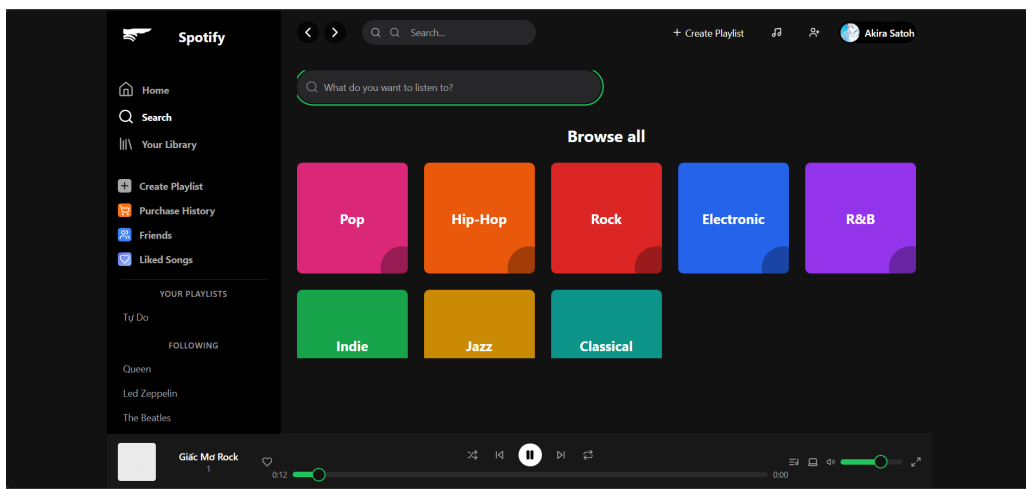 Spotify
Search...
+ Create Playlist
Akira Satoh
Home
Search
Your Library
Create Playlist
Purchase History
Friends
Liked Songs
YOUR PLAYLISTS
Tự Do
FOLLOWING
Queen
Led Zeppelin
The Beatles
What do you want to listen to?
Browse all
Pop
Hip-Hop
Rock
Electronic
R&B
Indie
Jazz
Classical
Giấc Mơ Rock
1
0:12
0:00